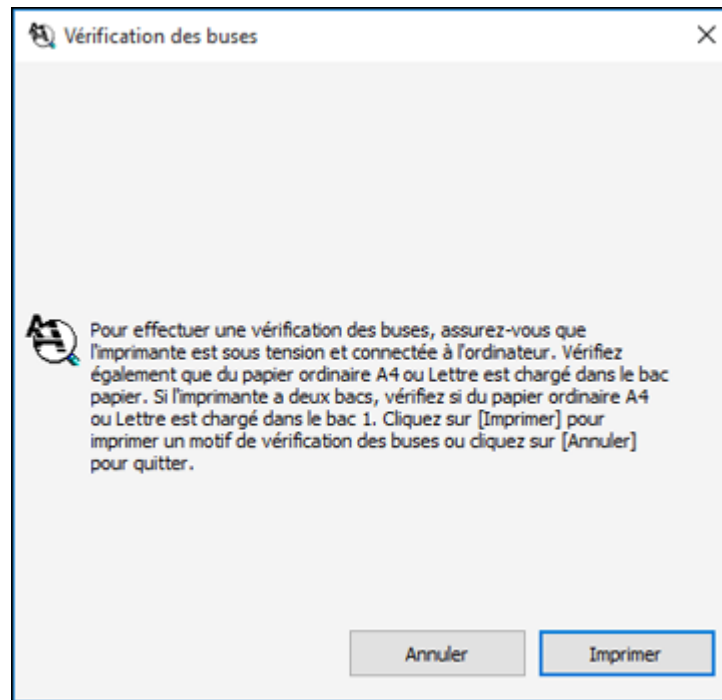 Vérification des buses
Pour effectuer une vérification des buses, assurez-vous que
l'imprimante est sous tension et connectée à l'ordinateur. Vérifiez
également que du papier ordinaire A4 ou Lettre est chargé dans le bac
papier. Si l'imprimante a deux bacs, vérifiez si du papier ordinaire A4
ou Lettre est chargé dans le bac 1. Cliquez sur [Imprimer] pour
imprimer un motif de vérification des buses ou cliquez sur [Annuler]
pour quitter.
Annuler
Imprimer